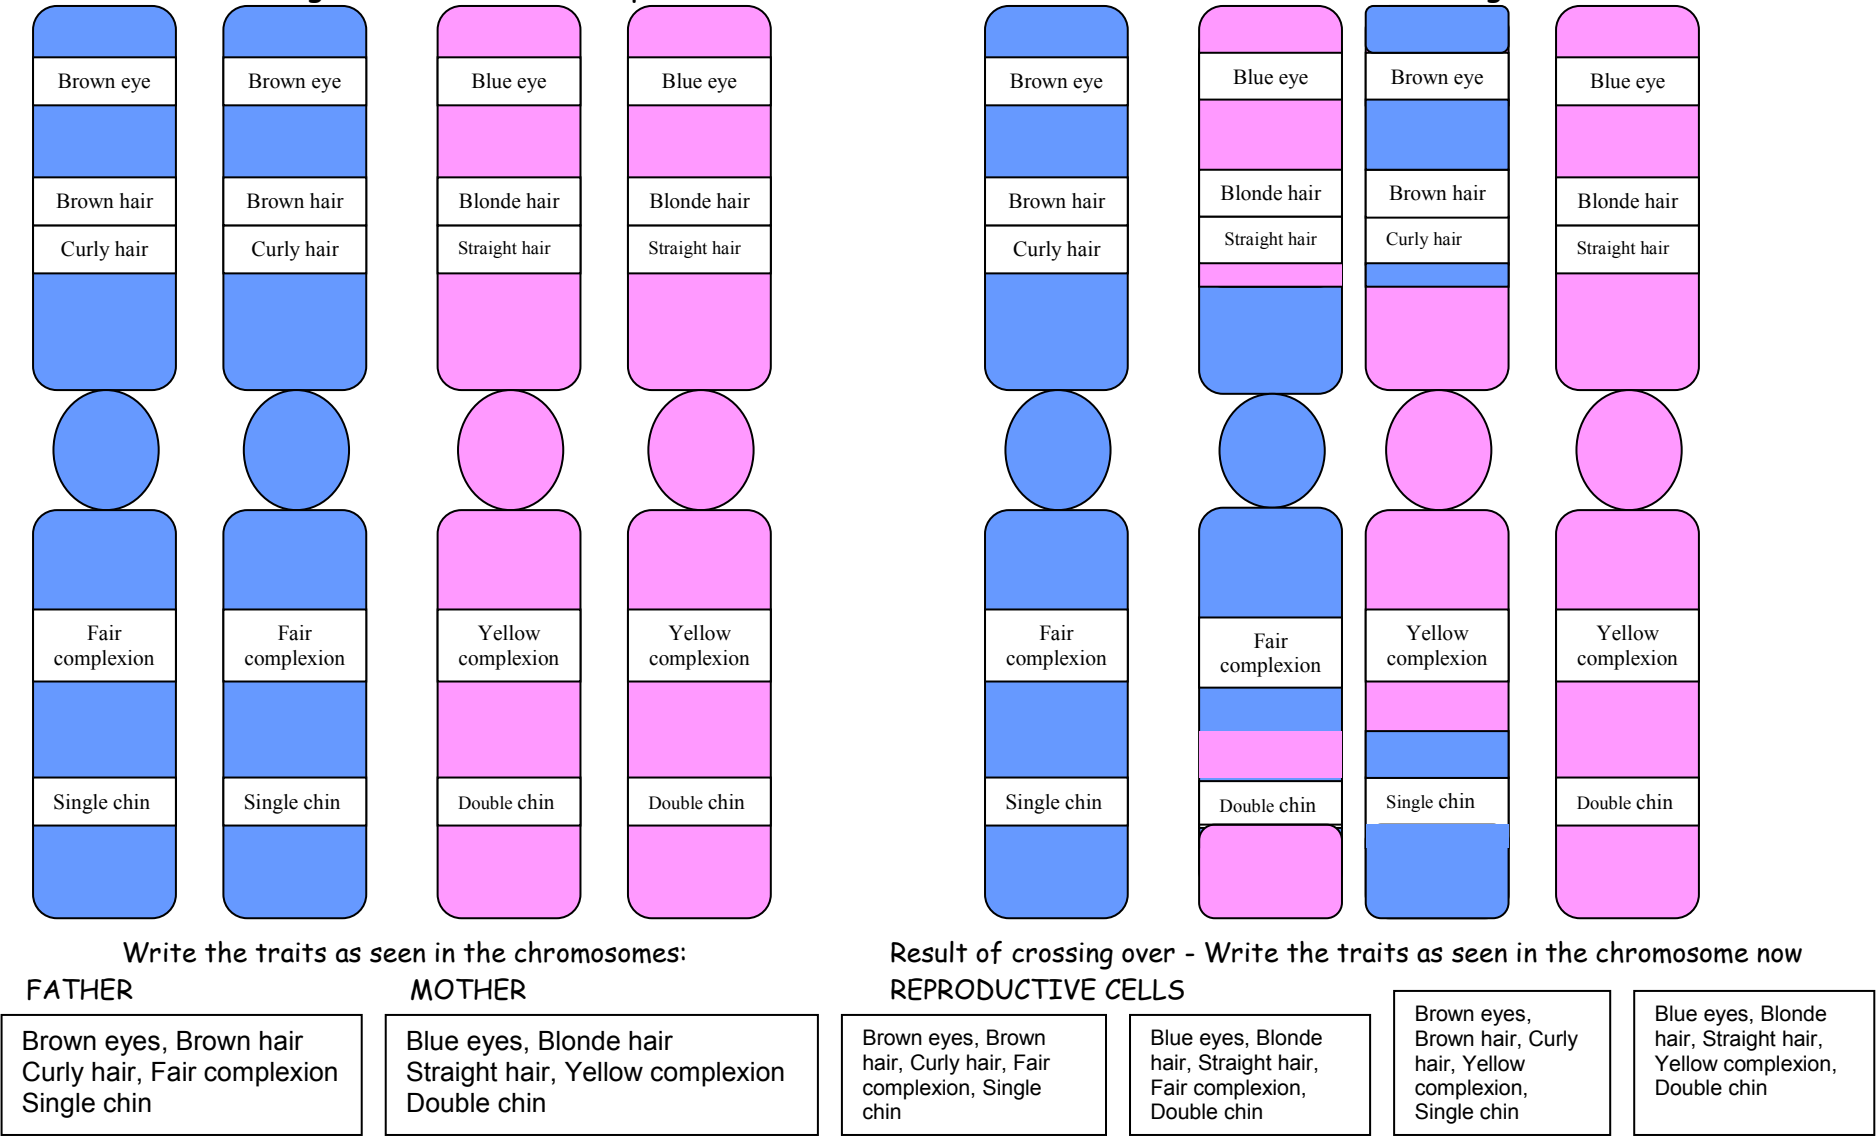 Brown eye
Brown eye
Blue eye
Blue eye
Brown hair
Brown hair
Blonde hair
Blonde hair
Curly hair
Curly hair
Straight hair
Straight hair
Fair
complexion
Fair
complexion
Yellow
complexion
Yellow
complexion
Single chin
Single chin
Double chin
Double chin
Brown eye
Blue eye
Brown eye
Blue eye
Brown hair
Blonde hair
Brown hair
Blonde hair
Curly hair
Straight hair
Curly hair
Straight hair
Fair
complexion
Fair
complexion
Yellow
complexion
Yellow
complexion
Single chin
Double chin
Single chin
Double chin
Write the traits as seen in the chromosomes:
FATHER
MOTHER
Brown eyes, Brown hair
Curly hair, Fair complexion
Single chin
Blue eyes, Blonde hair
Straight hair, Yellow complexion
Double chin
Result of crossing over - Write the traits as seen in the chromosome now
REPRODUCTIVE CELLS
Brown eyes, Brown
hair, Curly hair, Fair
complexion, Single
chin
Blue eyes, Blonde
hair, Straight hair,
Fair complexion,
Double chin
Brown eyes,
Brown hair, Curly
hair, Yellow
complexion,
Single chin
Blue eyes, Blonde
hair, Straight hair,
Yellow complexion,
Double chin